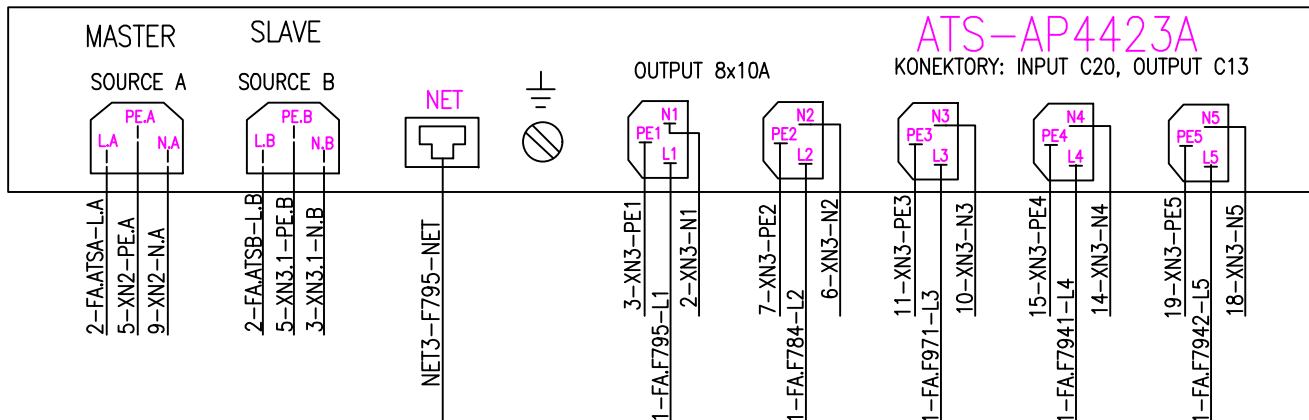 MASTER
SLAVE
ATS-AP4423A
SOURCE A
SOURCE B
OUTPUT 8x10A
KONEKTORY: INPUT C20, OUTPUT C13
NET
L.A
PE.A
N.A
L.B
PE.B
N.B
PE1
N1
L1
PE2
N2
L2
PE3
N3
L3
PE4
N4
L4
PE5
N5
L5
2-FA.ATSA-L.A
5-XN2-PE.A
9-XN2-N.A
2-FA.ATSB-L.B
5-XN3.1-PE.B
3-XN3.1-N.B
NET3-F795-NET
3-XN3-PE1
1-FA.F795-L1
2-XN3-N1
7-XN3-PE2
1-FA.F784-L2
6-XN3-N2
11-XN3-PE3
1-FA.F971-L3
10-XN3-N3
15-XN3-PE4
1-FA.F7941-L4
14-XN3-N4
19-XN3-PE5
1-FA.F7942-L5
18-XN3-N5